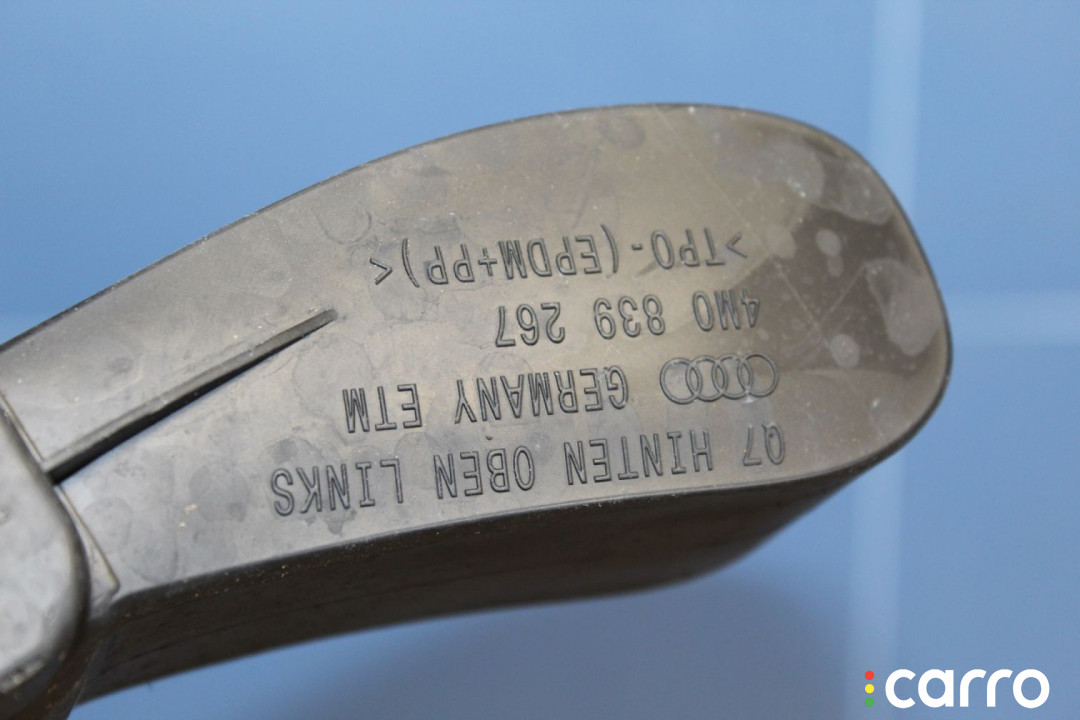 Q7 HINTEN OBEN LINKS
GERMANY ETM
4M0 839 267
>TPO-(EPDM+PP)<
carro